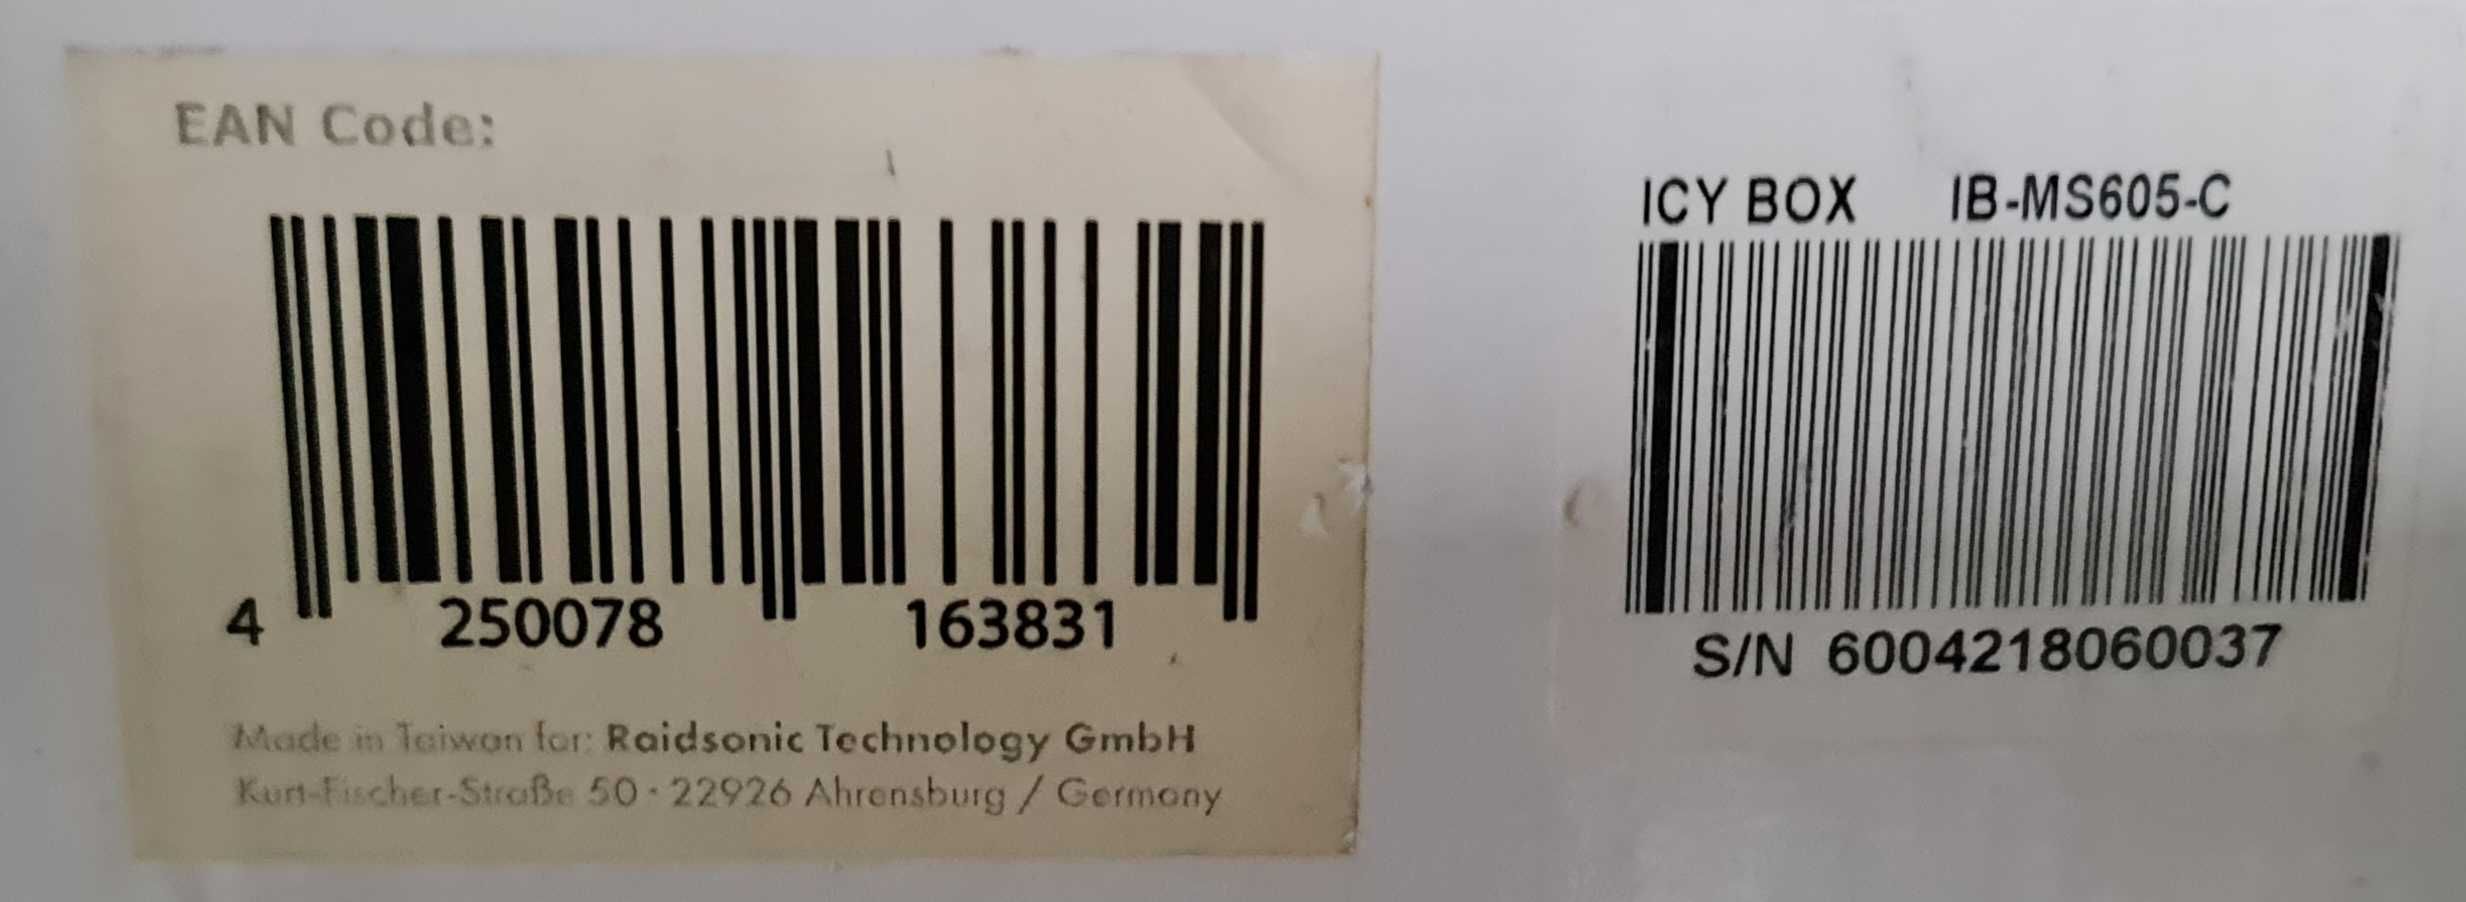 EAN Code:
4 250078 163831
Made in Taiwan for: Raidsonic Technology GmbH
Kurt-Fischer-Straße 50 · 22926 Ahrensburg / Germany
ICY BOX IB-MS605-C
S/N 6004218060037